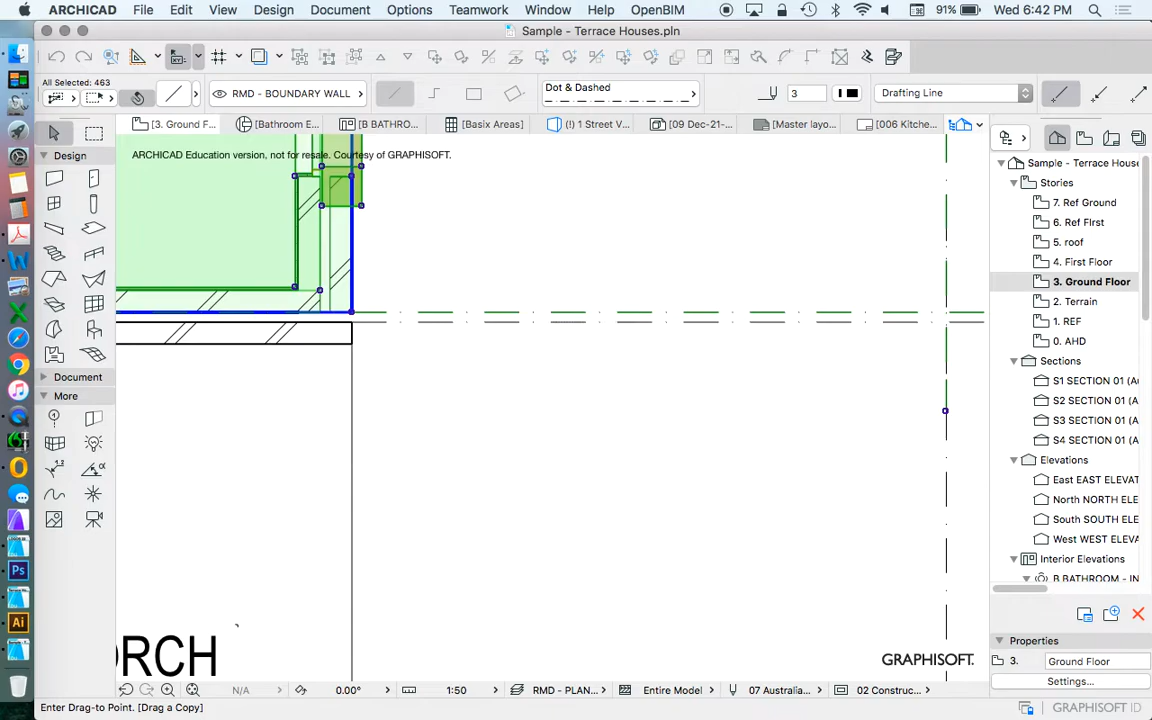 ARCHICAD File Edit View Design Document Options Teamwork Window Help OpenBIM 91% Wed 6:42 PM
Sample - Terrace Houses.pln
All Selected: 463
RMD - BOUNDARY WALL
Dot & Dashed
3
Drafting Line
[3. Ground F... [Bathroom E... [B BATHRO... [Basix Areas] (!) 1 Street V... [09 Dec-21-... [Master layo... [006 Kitche...
Design
Document
More
ARCHICAD Education version, not for resale. Courtesy of GRAPHISOFT.
ORCH
GRAPHISOFT.
Sample - Terrace House
Stories
7. Ref Ground
6. Ref FIrst
5. roof
4. First Floor
3. Ground Floor
2. Terrain
1. REF
0. AHD
Sections
S1 SECTION 01 (A
S2 SECTION 01 (A
S3 SECTION 01 (A
S4 SECTION 01 (A
Elevations
East EAST ELEVAT
North NORTH ELE
South SOUTH ELE
West WEST ELEVA
Interior Elevations
B BATHROOM - IN
Properties
3. Ground Floor
Settings...
N/A 0.00° 1:50 RMD - PLAN... Entire Model 07 Australia... 02 Construc...
Enter Drag-to Point. [Drag a Copy]
GRAPHISOFT ID